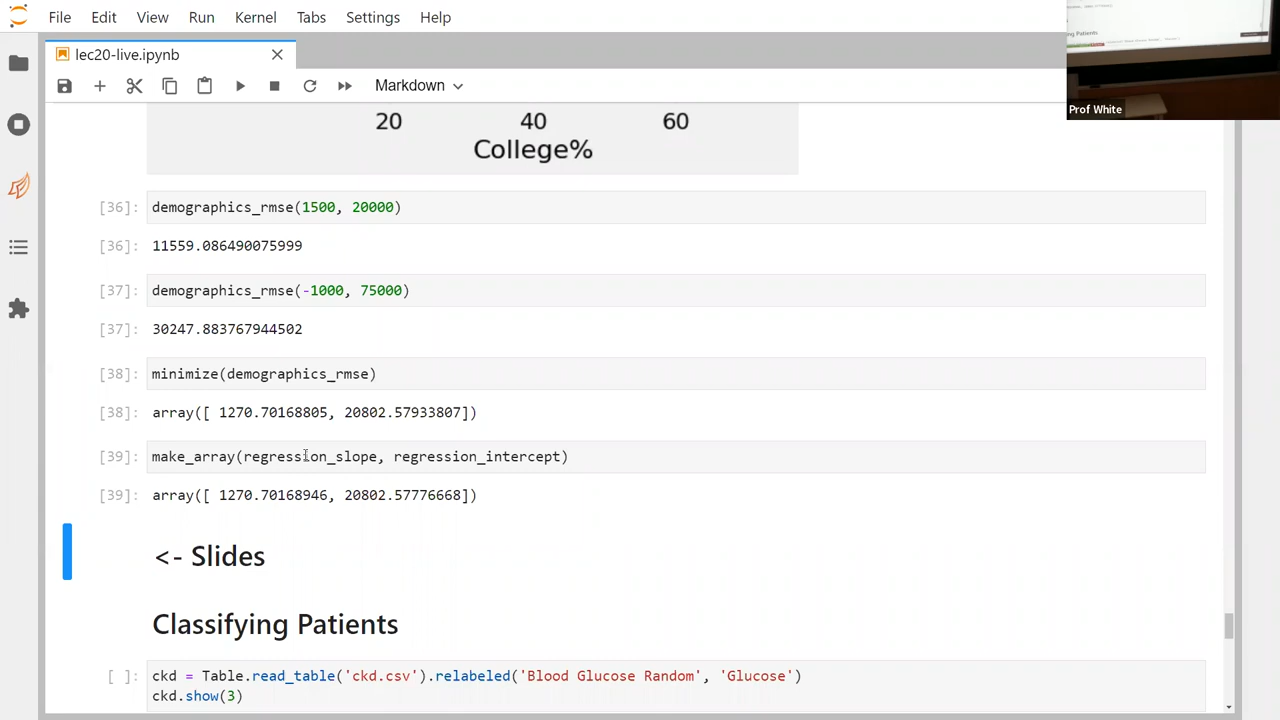 File Edit View Run Kernel Tabs Settings Help
lec20-live.ipynb
Markdown
Prof White
20 40 60
College%
[36]: demographics_rmse(1500, 20000)
[36]: 11559.086490075999
[37]: demographics_rmse(-1000, 75000)
[37]: 30247.883767944502
[38]: minimize(demographics_rmse)
[38]: array([ 1270.70168805, 20802.57933807])
[39]: make_array(regression_slope, regression_intercept)
[39]: array([ 1270.70168946, 20802.57776668])
<- Slides
Classifying Patients
[ ]: ckd = Table.read_table('ckd.csv').relabeled('Blood Glucose Random', 'Glucose')
ckd.show(3)